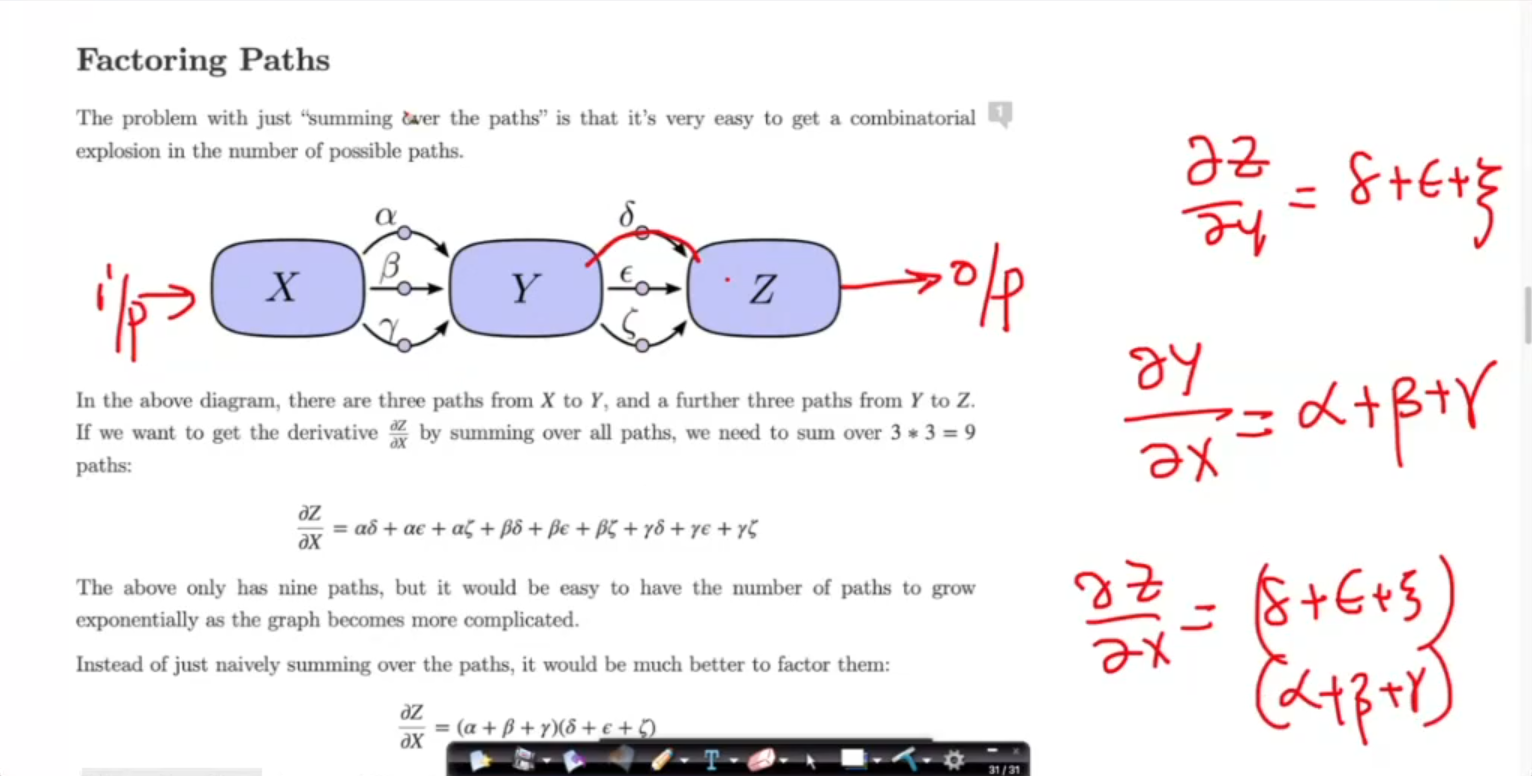 Factoring Paths
The problem with just “summing over the paths” is that it’s very easy to get a combinatorial
explosion in the number of possible paths.
1
α
β
γ
δ
ϵ
ζ
i/p → X Y Z → o/p
In the above diagram, there are three paths from X to Y, and a further three paths from Y to Z.
If we want to get the derivative ∂Z/∂X by summing over all paths, we need to sum over 3 * 3 = 9
paths:
∂Z/∂X = αδ + αϵ + αζ + βδ + βϵ + βζ + γδ + γϵ + γζ
The above only has nine paths, but it would be easy to have the number of paths to grow
exponentially as the graph becomes more complicated.
Instead of just naively summing over the paths, it would be much better to factor them:
∂Z/∂X = (α + β + γ)(δ + ϵ + ζ)
∂Z/∂y = δ+ϵ+ξ
∂Y/∂X = α+β+γ
∂Z/∂X = (δ+ϵ+ξ)
(α+β+γ)
T
31/31